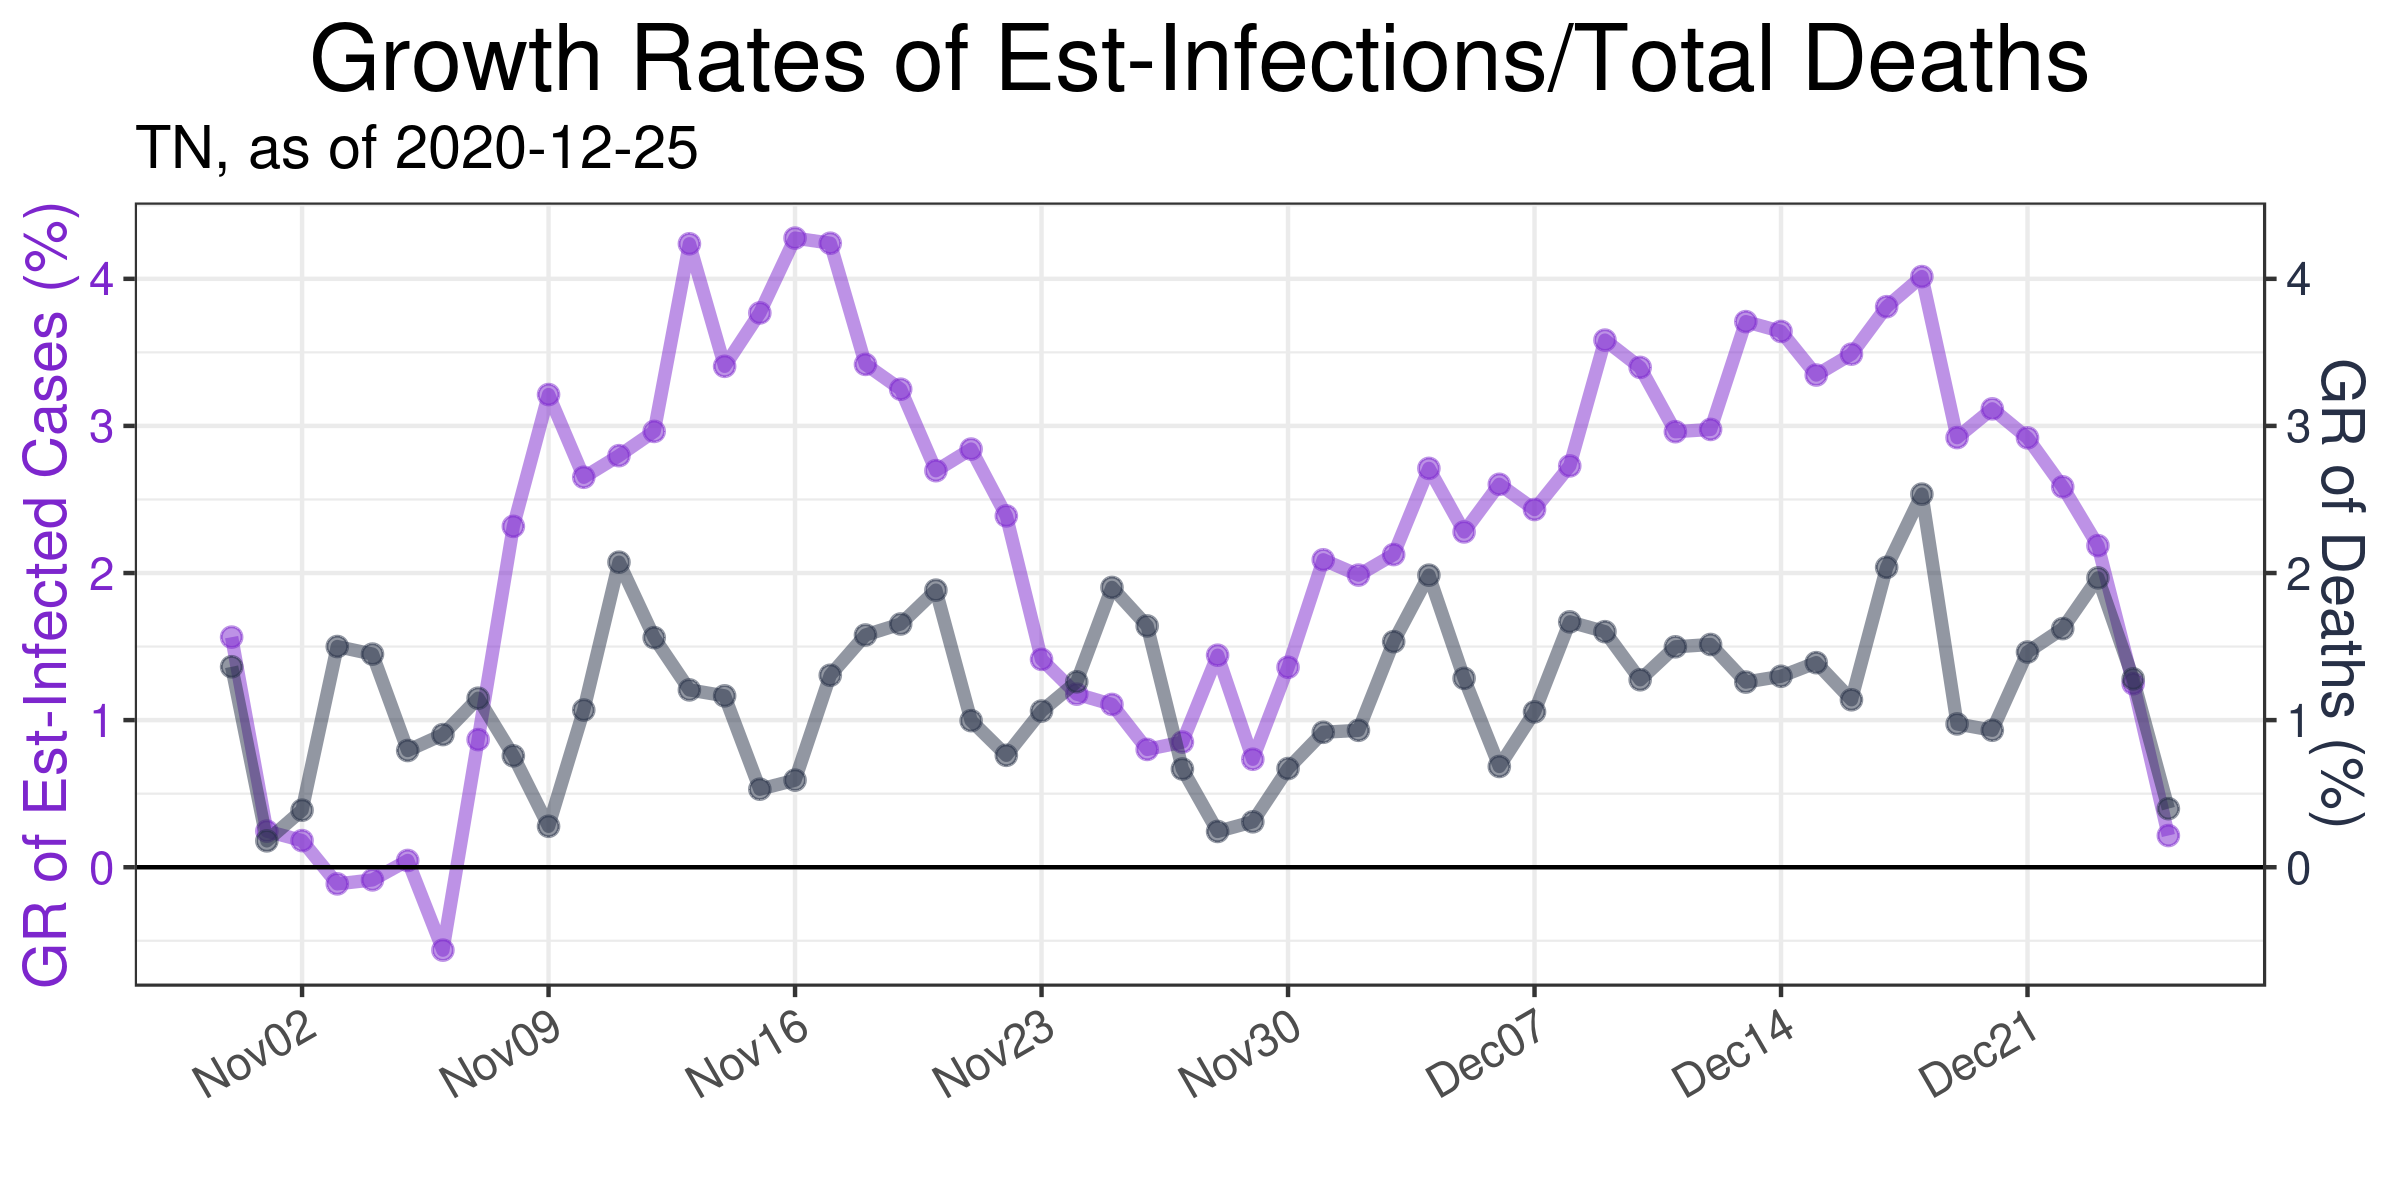 Growth Rates of Est-Infections/Total Deaths
TN, as of 2020-12-25
GR of Est-Infected Cases (%)
4
3
2
1
0
4
3
2
1
0
GR of Deaths (%)
Nov02
Nov09
Nov16
Nov23
Nov30
Dec07
Dec14
Dec21